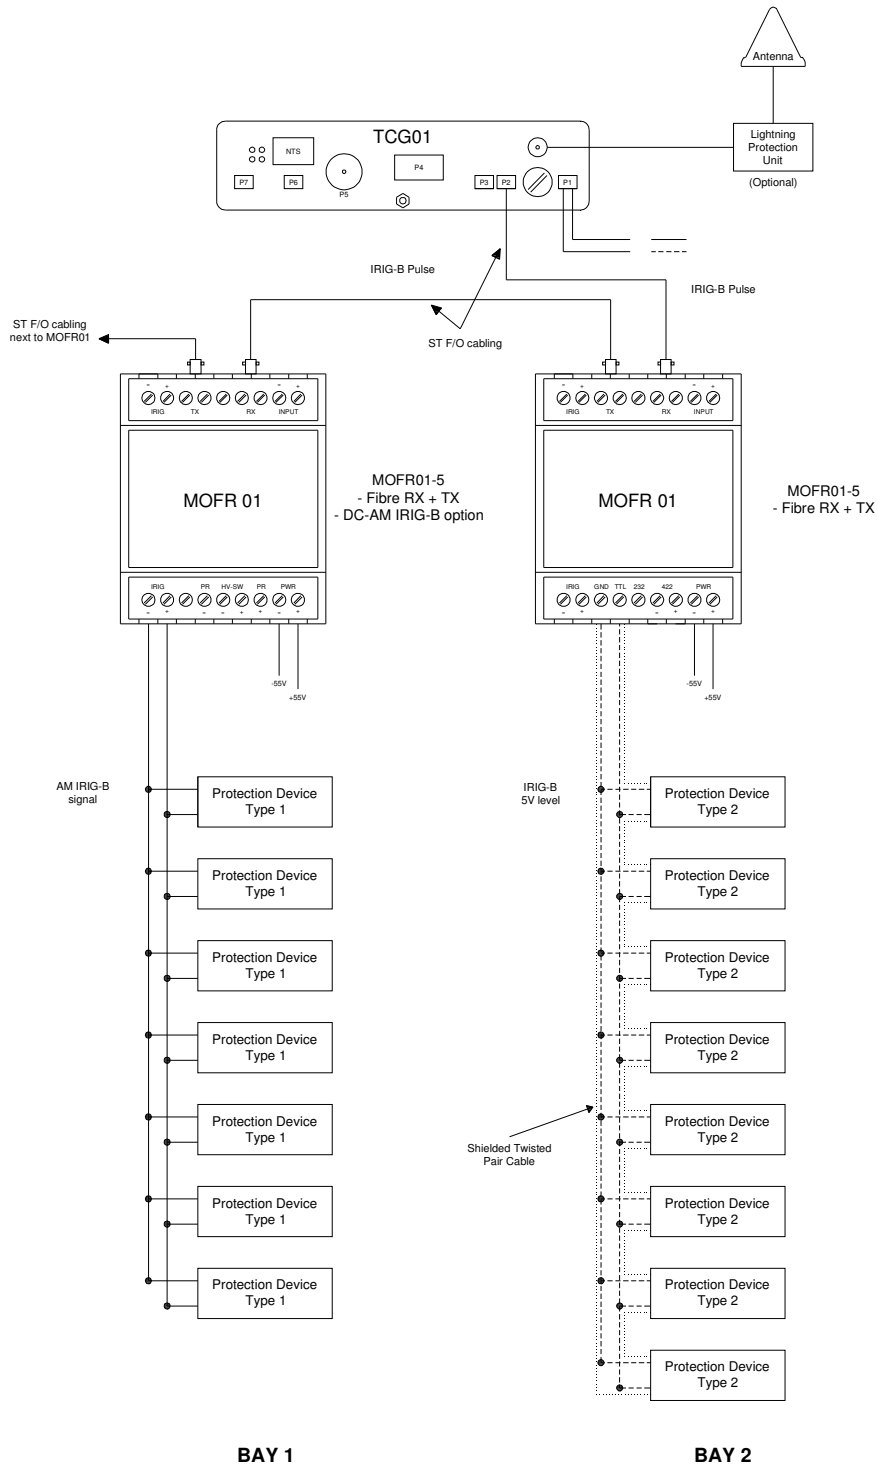 Antenna
Lightning
Protection
Unit
(Optional)
TCG01
NTS
P4
P7
P6
P5
P3
P2
P1
IRIG-B Pulse
IRIG-B Pulse
ST F/O cabling
next to MOFR01
ST F/O cabling
- + - +
IRIG TX RX INPUT
MOFR 01
MOFR01-5
- Fibre RX + TX
- DC-AM IRIG-B option
IRIG PR HV-SW PR PWR
- + - - + + - +
-55V
+55V
- + - +
IRIG TX RX INPUT
MOFR 01
MOFR01-5
- Fibre RX + TX
IRIG GND TTL 232 422 PWR
- + - + - +
-55V
+55V
AM IRIG-B
signal
Protection Device
Type 1
Protection Device
Type 1
Protection Device
Type 1
Protection Device
Type 1
Protection Device
Type 1
Protection Device
Type 1
Protection Device
Type 1
IRIG-B
5V level
Protection Device
Type 2
Protection Device
Type 2
Protection Device
Type 2
Protection Device
Type 2
Shielded Twisted
Pair Cable
Protection Device
Type 2
Protection Device
Type 2
Protection Device
Type 2
Protection Device
Type 2
BAY 1
BAY 2